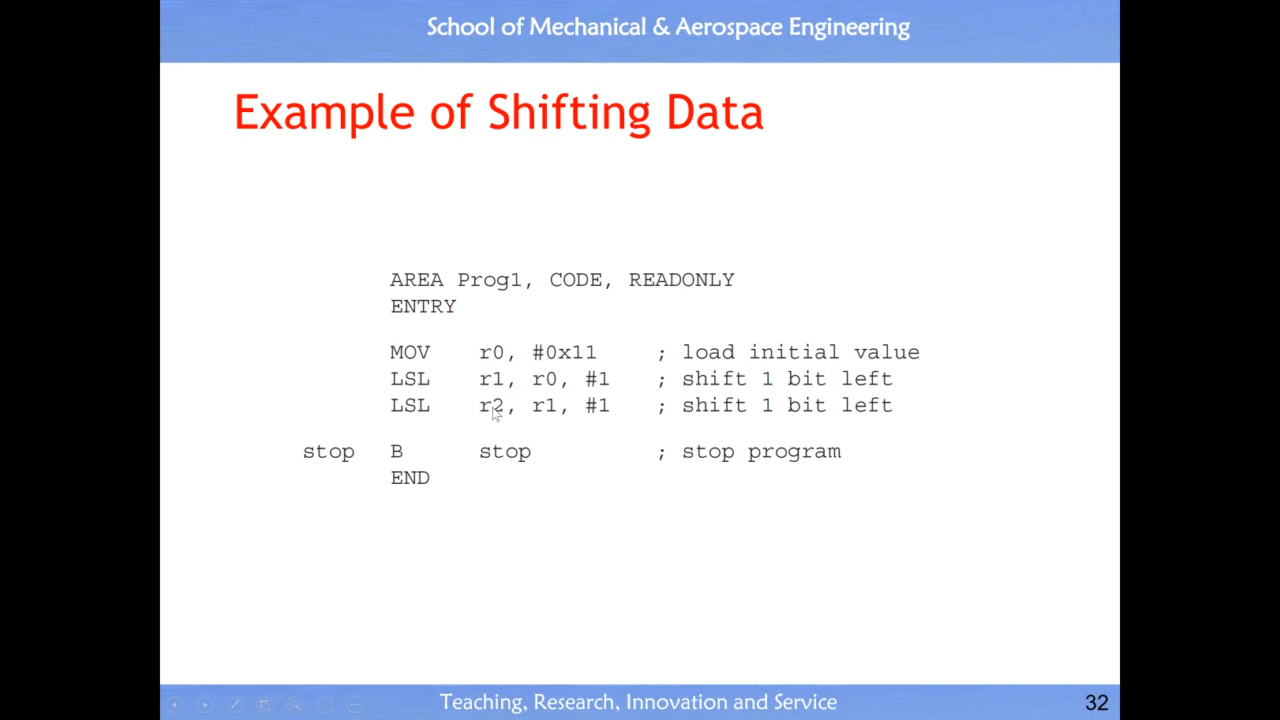 School of Mechanical & Aerospace Engineering
Example of Shifting Data
AREA Prog1, CODE, READONLY
ENTRY
MOV r0, #0x11 ; load initial value
LSL r1, r0, #1 ; shift 1 bit left
LSL r2, r1, #1 ; shift 1 bit left
stop B stop ; stop program
END
Teaching, Research, Innovation and Service
32